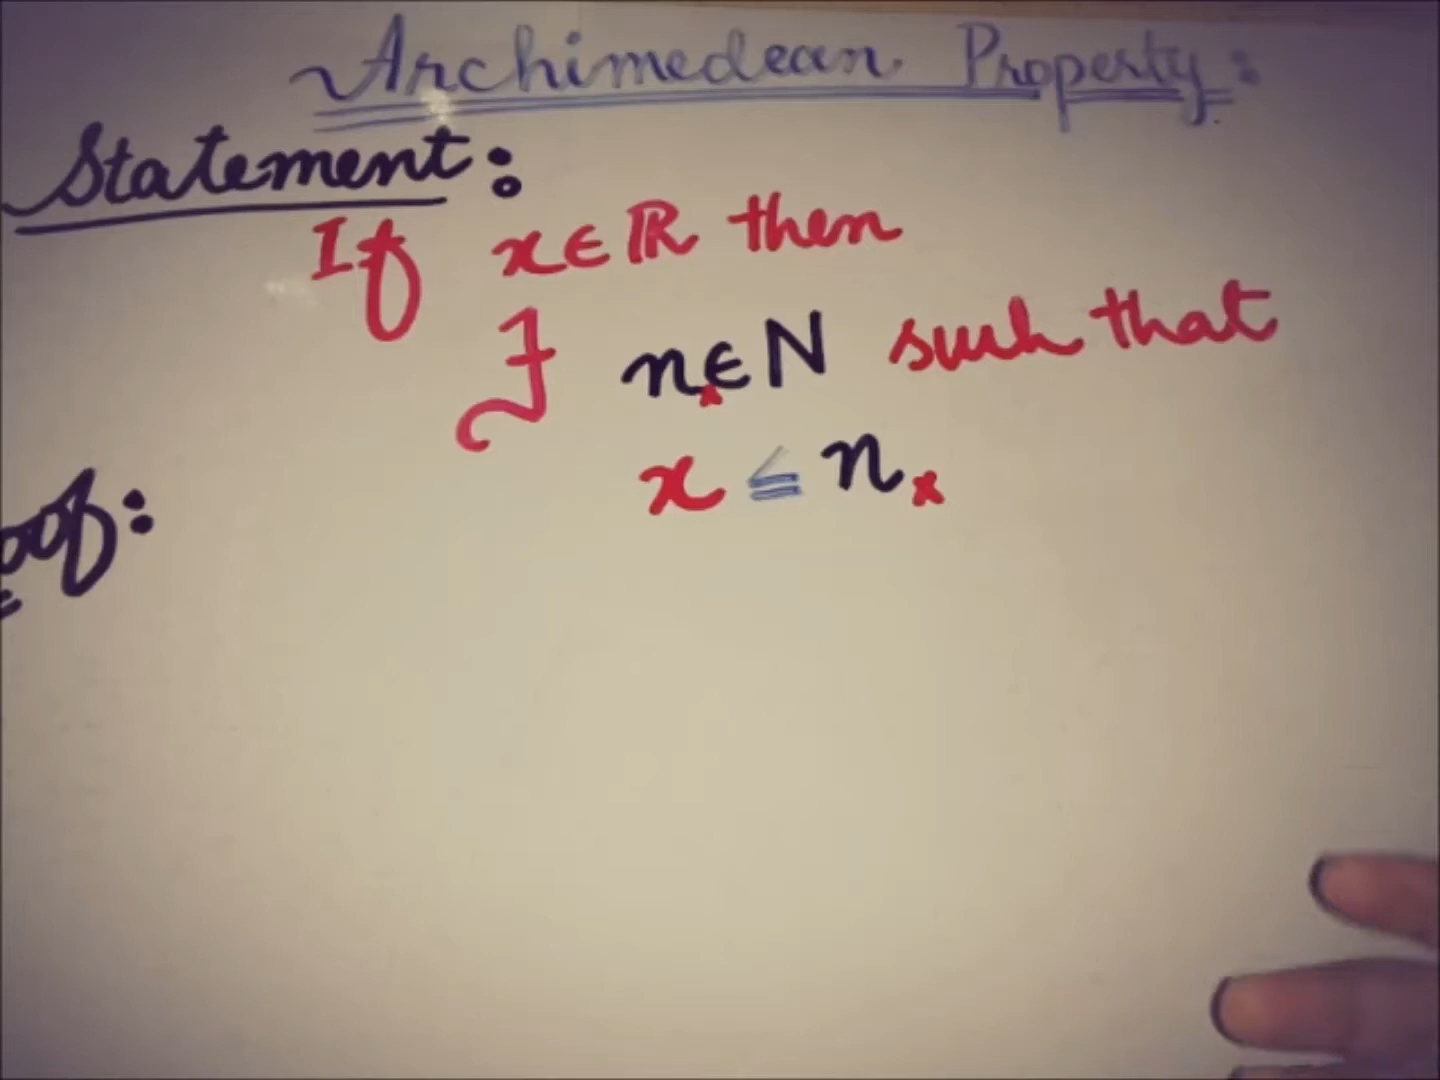 Archimedean Property:
Statement:
If x∈ℝ then
∃ nₓ∈N such that
x ≤ nₓ
oof: